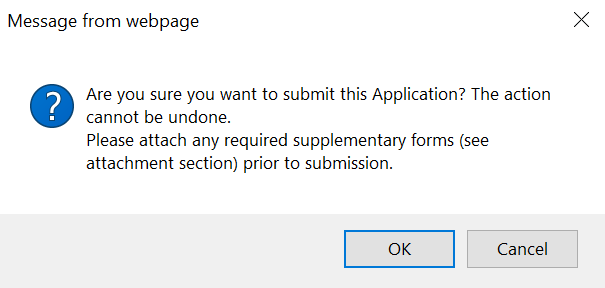 Message from webpage
?
Are you sure you want to submit this Application? The action
cannot be undone.
Please attach any required supplementary forms (see
attachment section) prior to submission.
OK Cancel